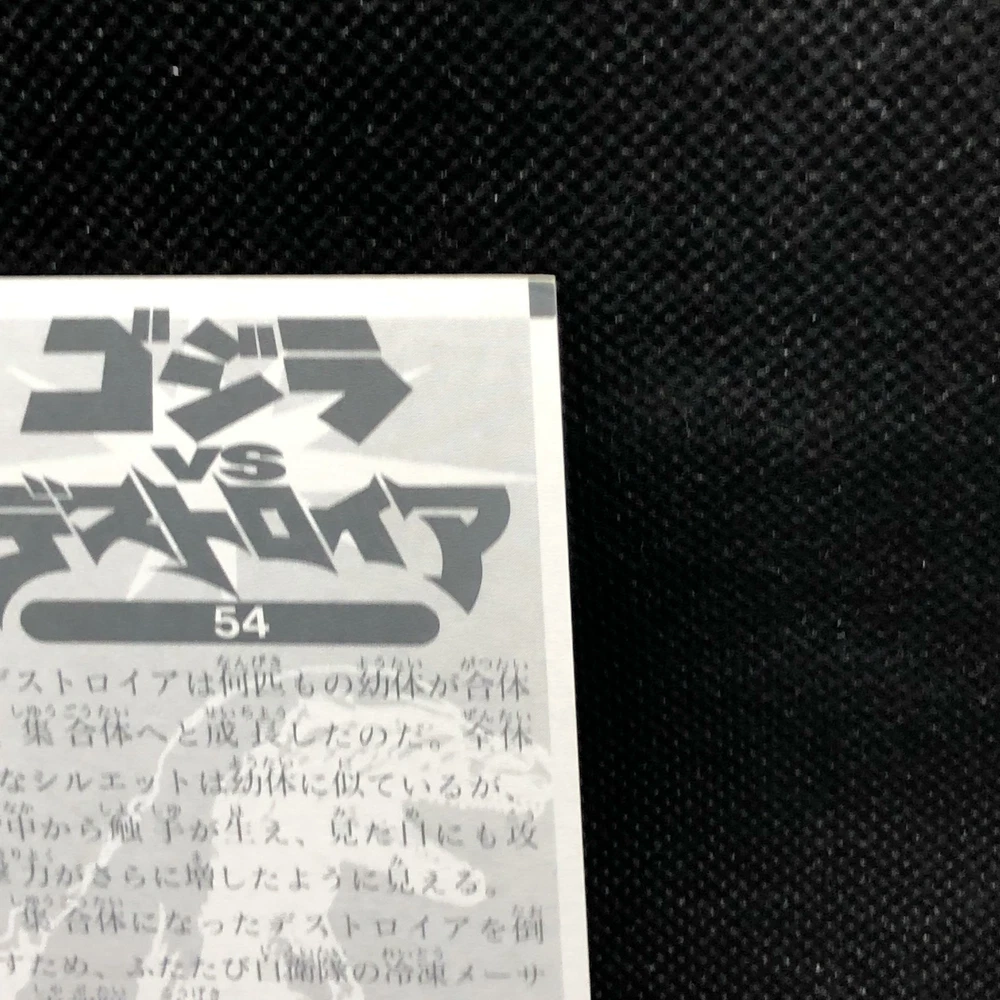 ゴジラ
VS
デストロイア
54
デストロイアは何匹もの幼体が合体
集合体へと成長したのだ。全体
なシルエットは幼体に似ているが、
中から触手が生え、見た目にも攻
撃力がさらに増したように見える。
集合体になったデストロイアを倒
すため、ふたたび自衛隊の冷凍メーサ